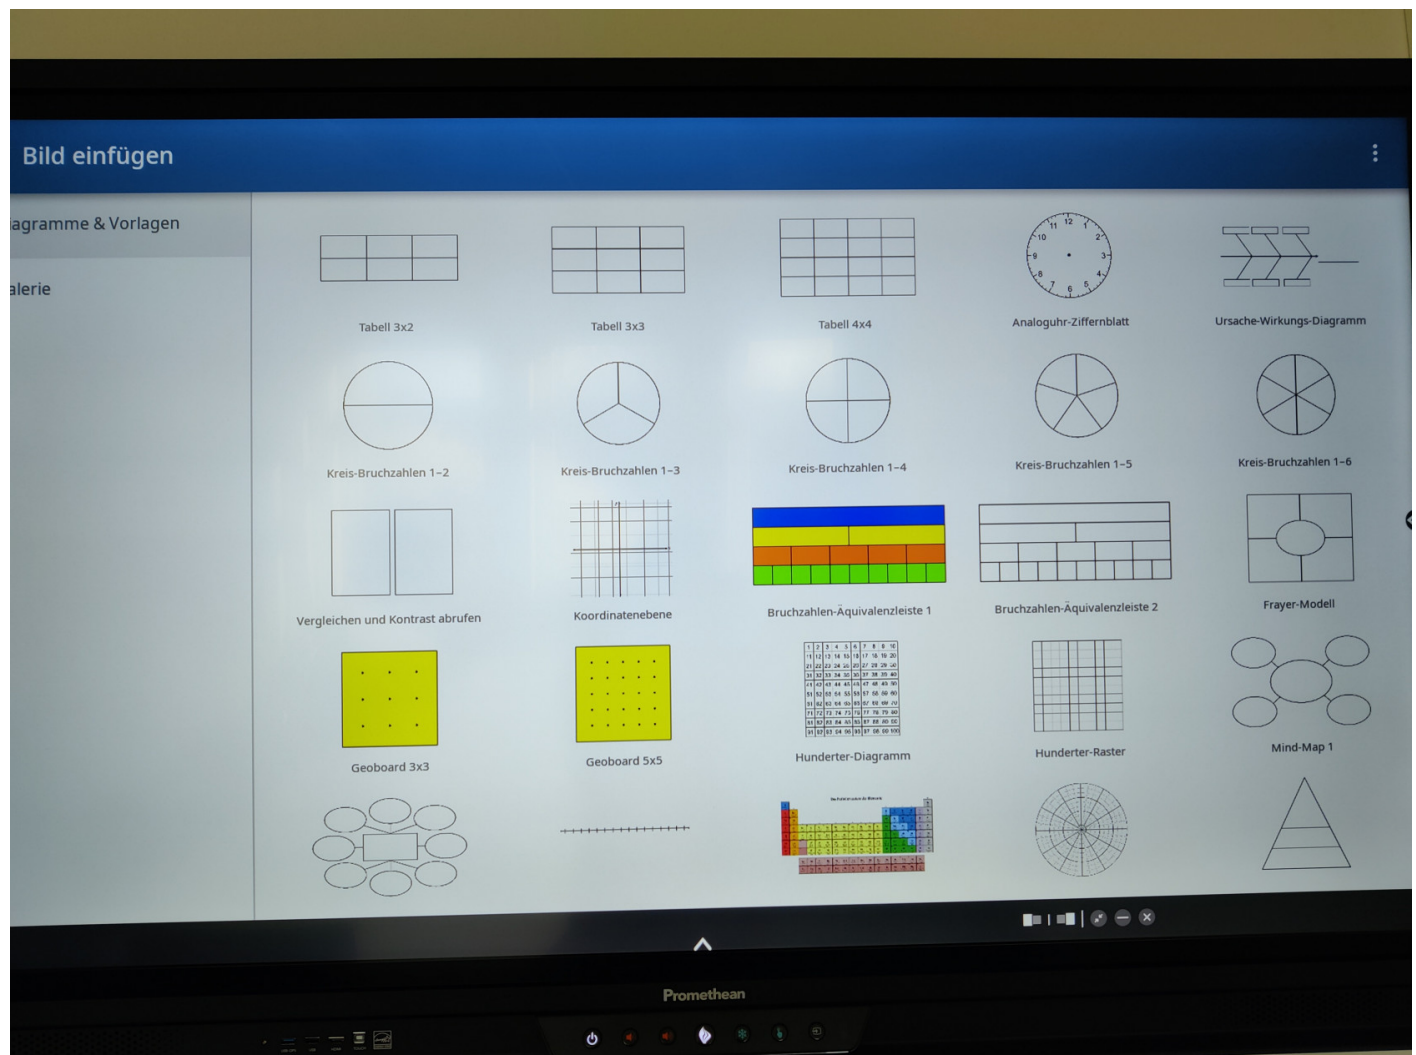 Bild einfügen
iagramme & Vorlagen
alerie
Tabell 3x2
Tabell 3x3
Tabell 4x4
Analoguhr-Ziffernblatt
Ursache-Wirkungs-Diagramm
Kreis-Bruchzahlen 1–2
Kreis-Bruchzahlen 1–3
Kreis-Bruchzahlen 1–4
Kreis-Bruchzahlen 1–5
Kreis-Bruchzahlen 1–6
Vergleichen und Kontrast abrufen
Koordinatenebene
Bruchzahlen-Äquivalenzleiste 1
Bruchzahlen-Äquivalenzleiste 2
Frayer-Modell
Geoboard 3x3
Geoboard 5x5
Hunderter-Diagramm
Hunderter-Raster
Mind-Map 1
Promethean